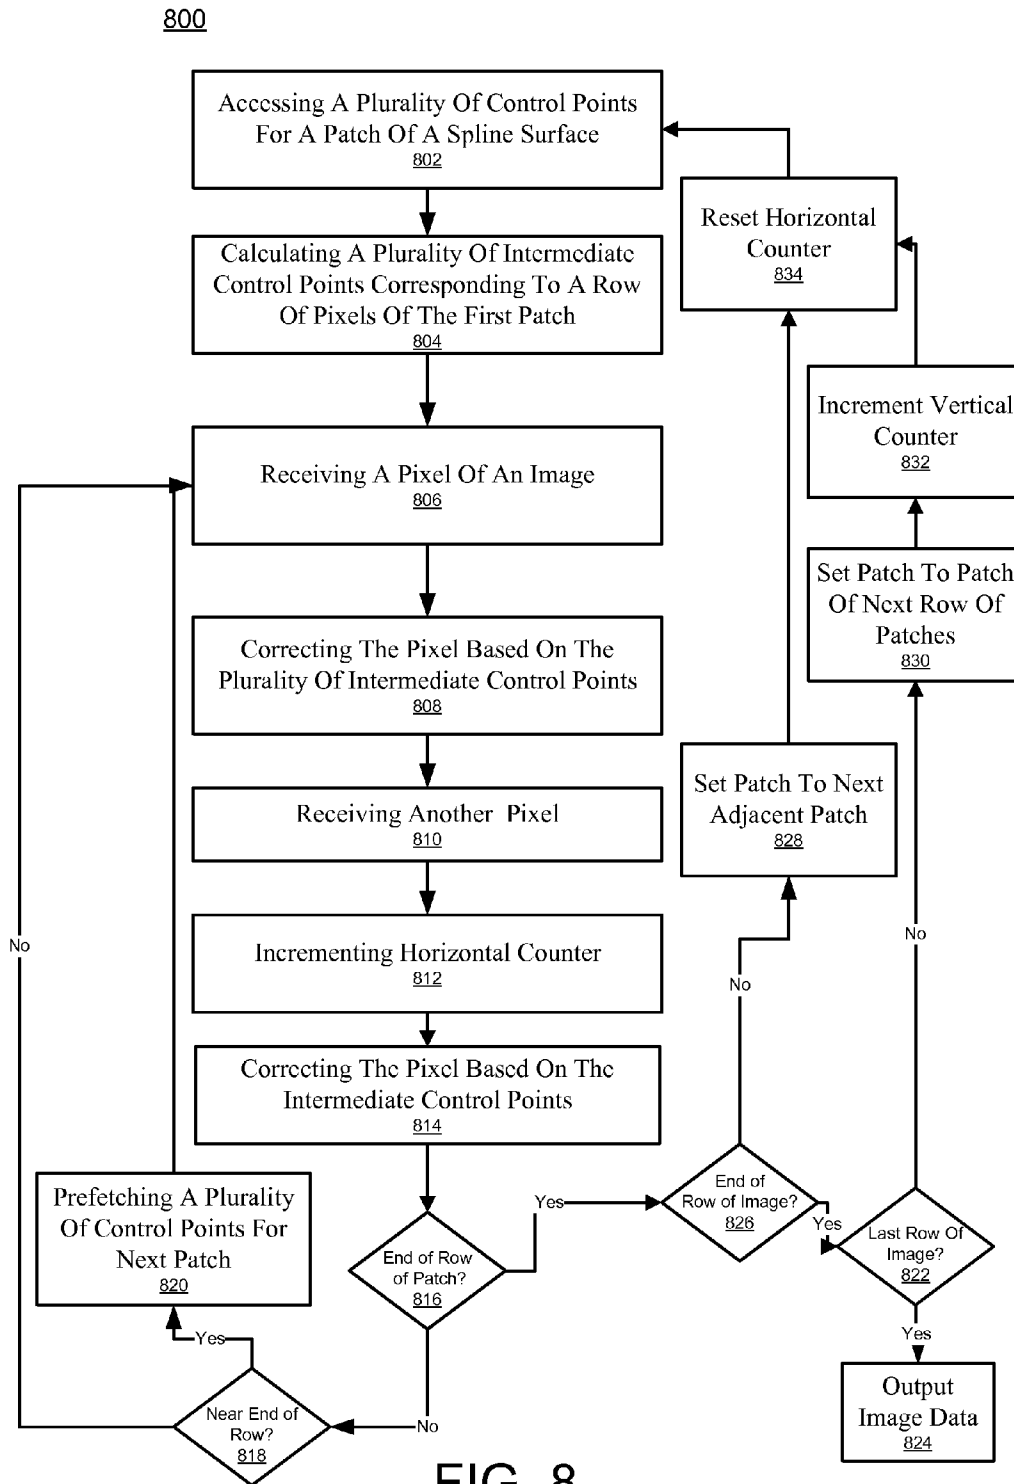 800
Accessing A Plurality Of Control Points
For A Patch Of A Spline Surface
802
Calculating A Plurality Of Intermediate
Control Points Corresponding To A Row
Of Pixels Of The First Patch
804
Receiving A Pixel Of An Image
806
Correcting The Pixel Based On The
Plurality Of Intermediate Control Points
808
Receiving Another Pixel
810
Incrementing Horizontal Counter
812
Correcting The Pixel Based On The
Intermediate Control Points
814
End of Row
of Patch?
816
No
Near End of
Row?
818
Yes
Prefetching A Plurality
Of Control Points For
Next Patch
820
No
Yes
End of
Row of Image?
826
No
Set Patch To Next
Adjacent Patch
828
Reset Horizontal
Counter
834
Yes
Last Row Of
Image?
822
No
Set Patch To Patch
Of Next Row Of
Patches
830
Increment Vertical
Counter
832
Yes
Output
Image Data
824
FIG. 8